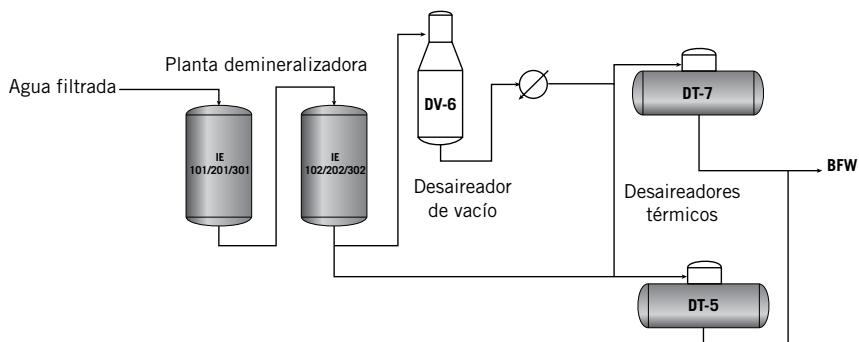 Planta demineralizadora
Agua filtrada
IE
101/201/301
IE
102/202/302
DV-6
Desaireador
de vacío
DT-7
BFW
Desaireadores
térmicos
DT-5